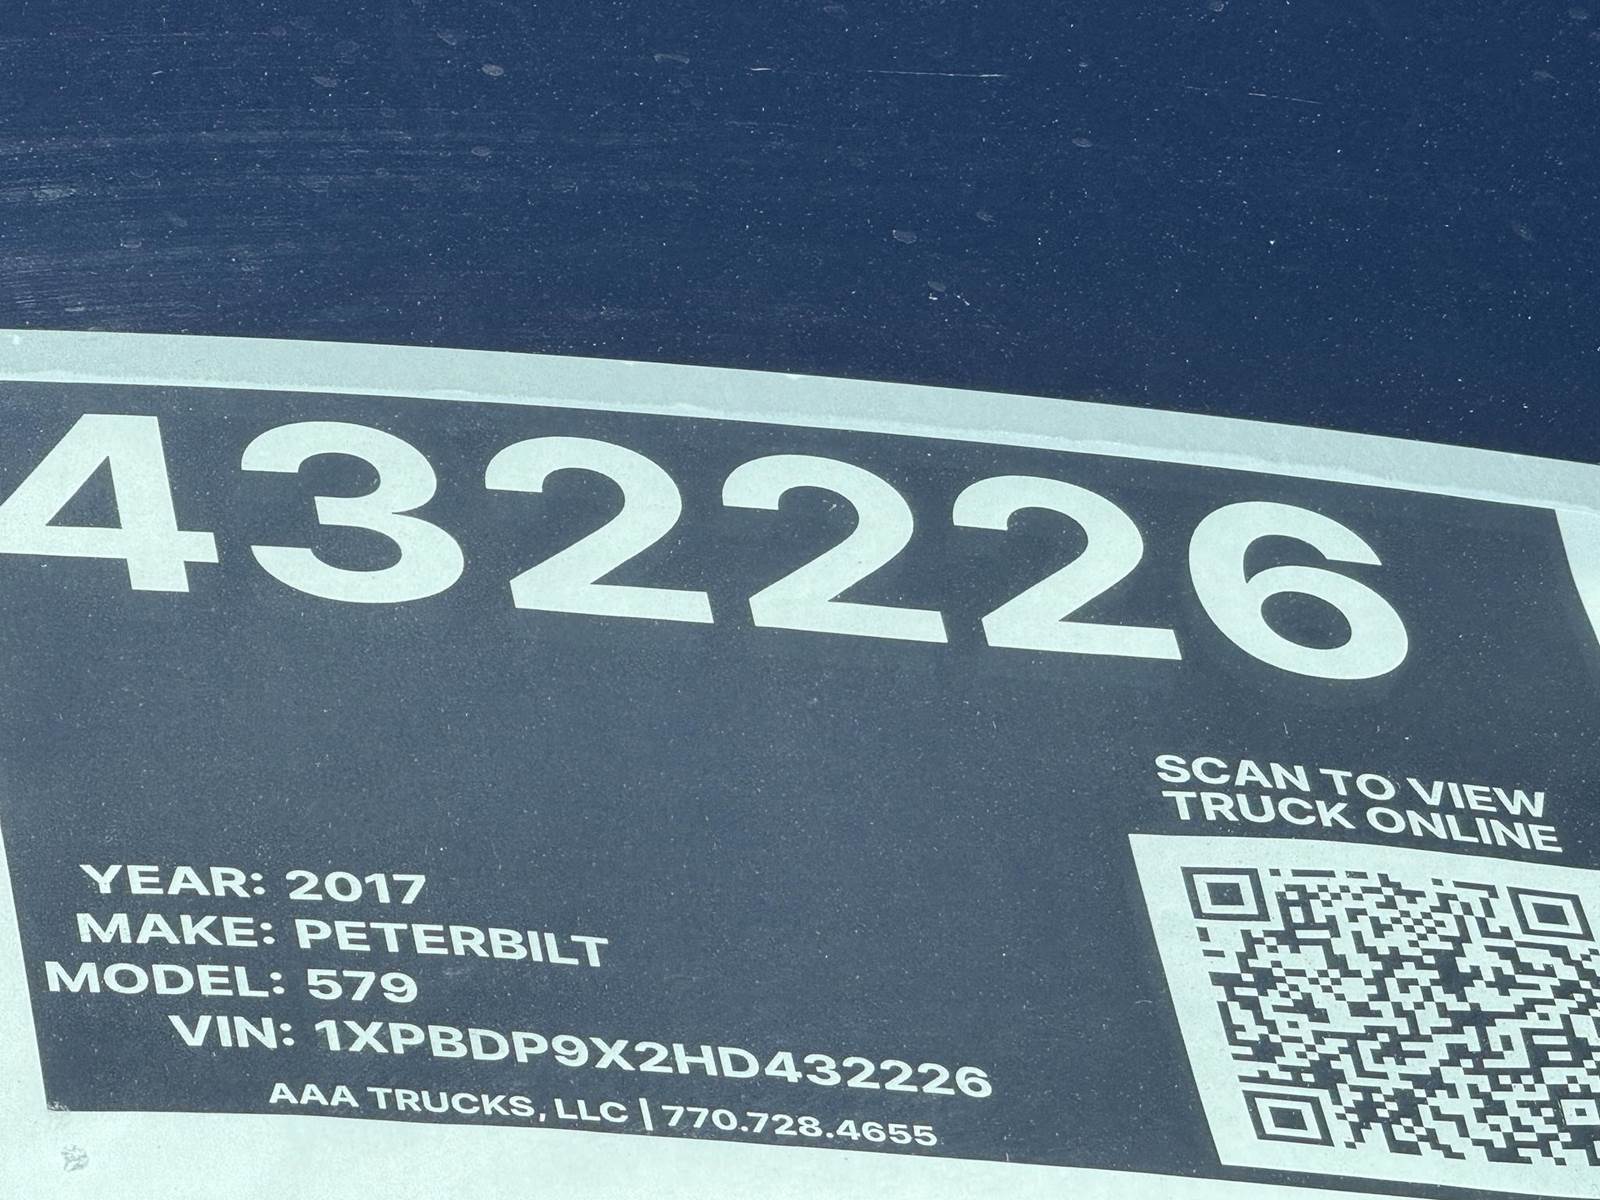 432226
SCAN TO VIEW
TRUCK ONLINE
YEAR: 2017
MAKE: PETERBILT
MODEL: 579
VIN: 1XPBDP9X2HD432226
AAA TRUCKS, LLC | 770.728.4655